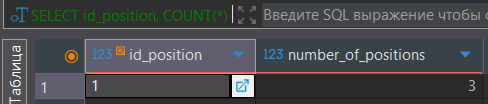 SELECT id_position, COUNT(*)
Введите SQL выражение чтобы
Таблица
123 id_position
123 number_of_positions
1
1
3